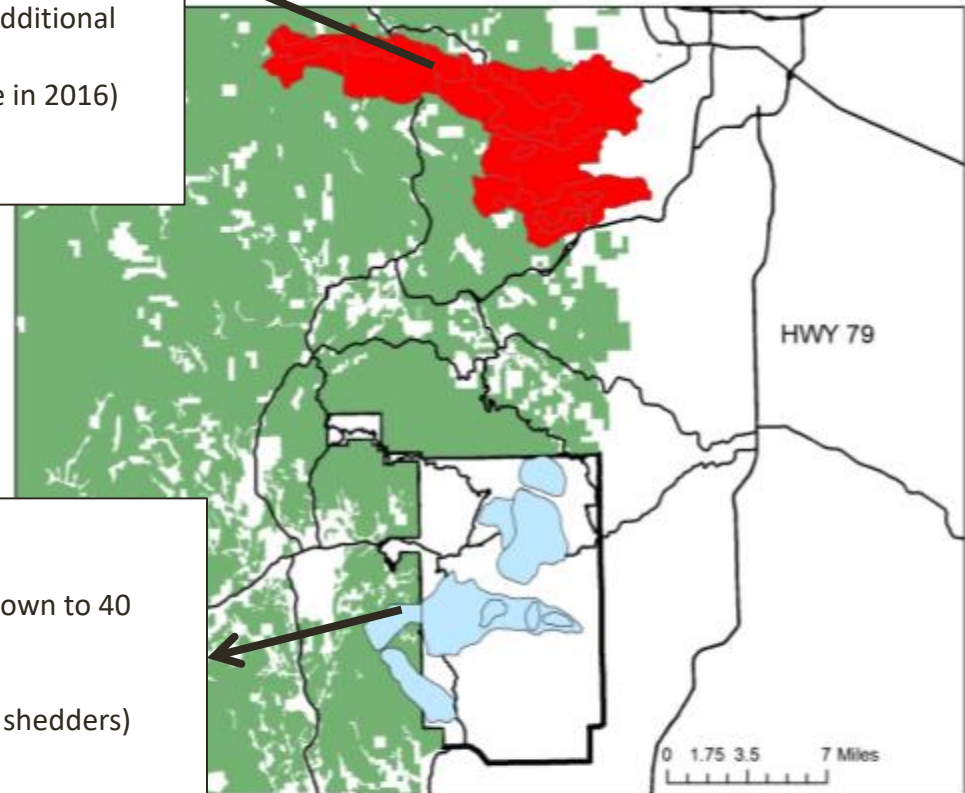 dditional
e in 2016)
HWY 79
own to 40
shedders)
0 1.75 3.5 7 Miles